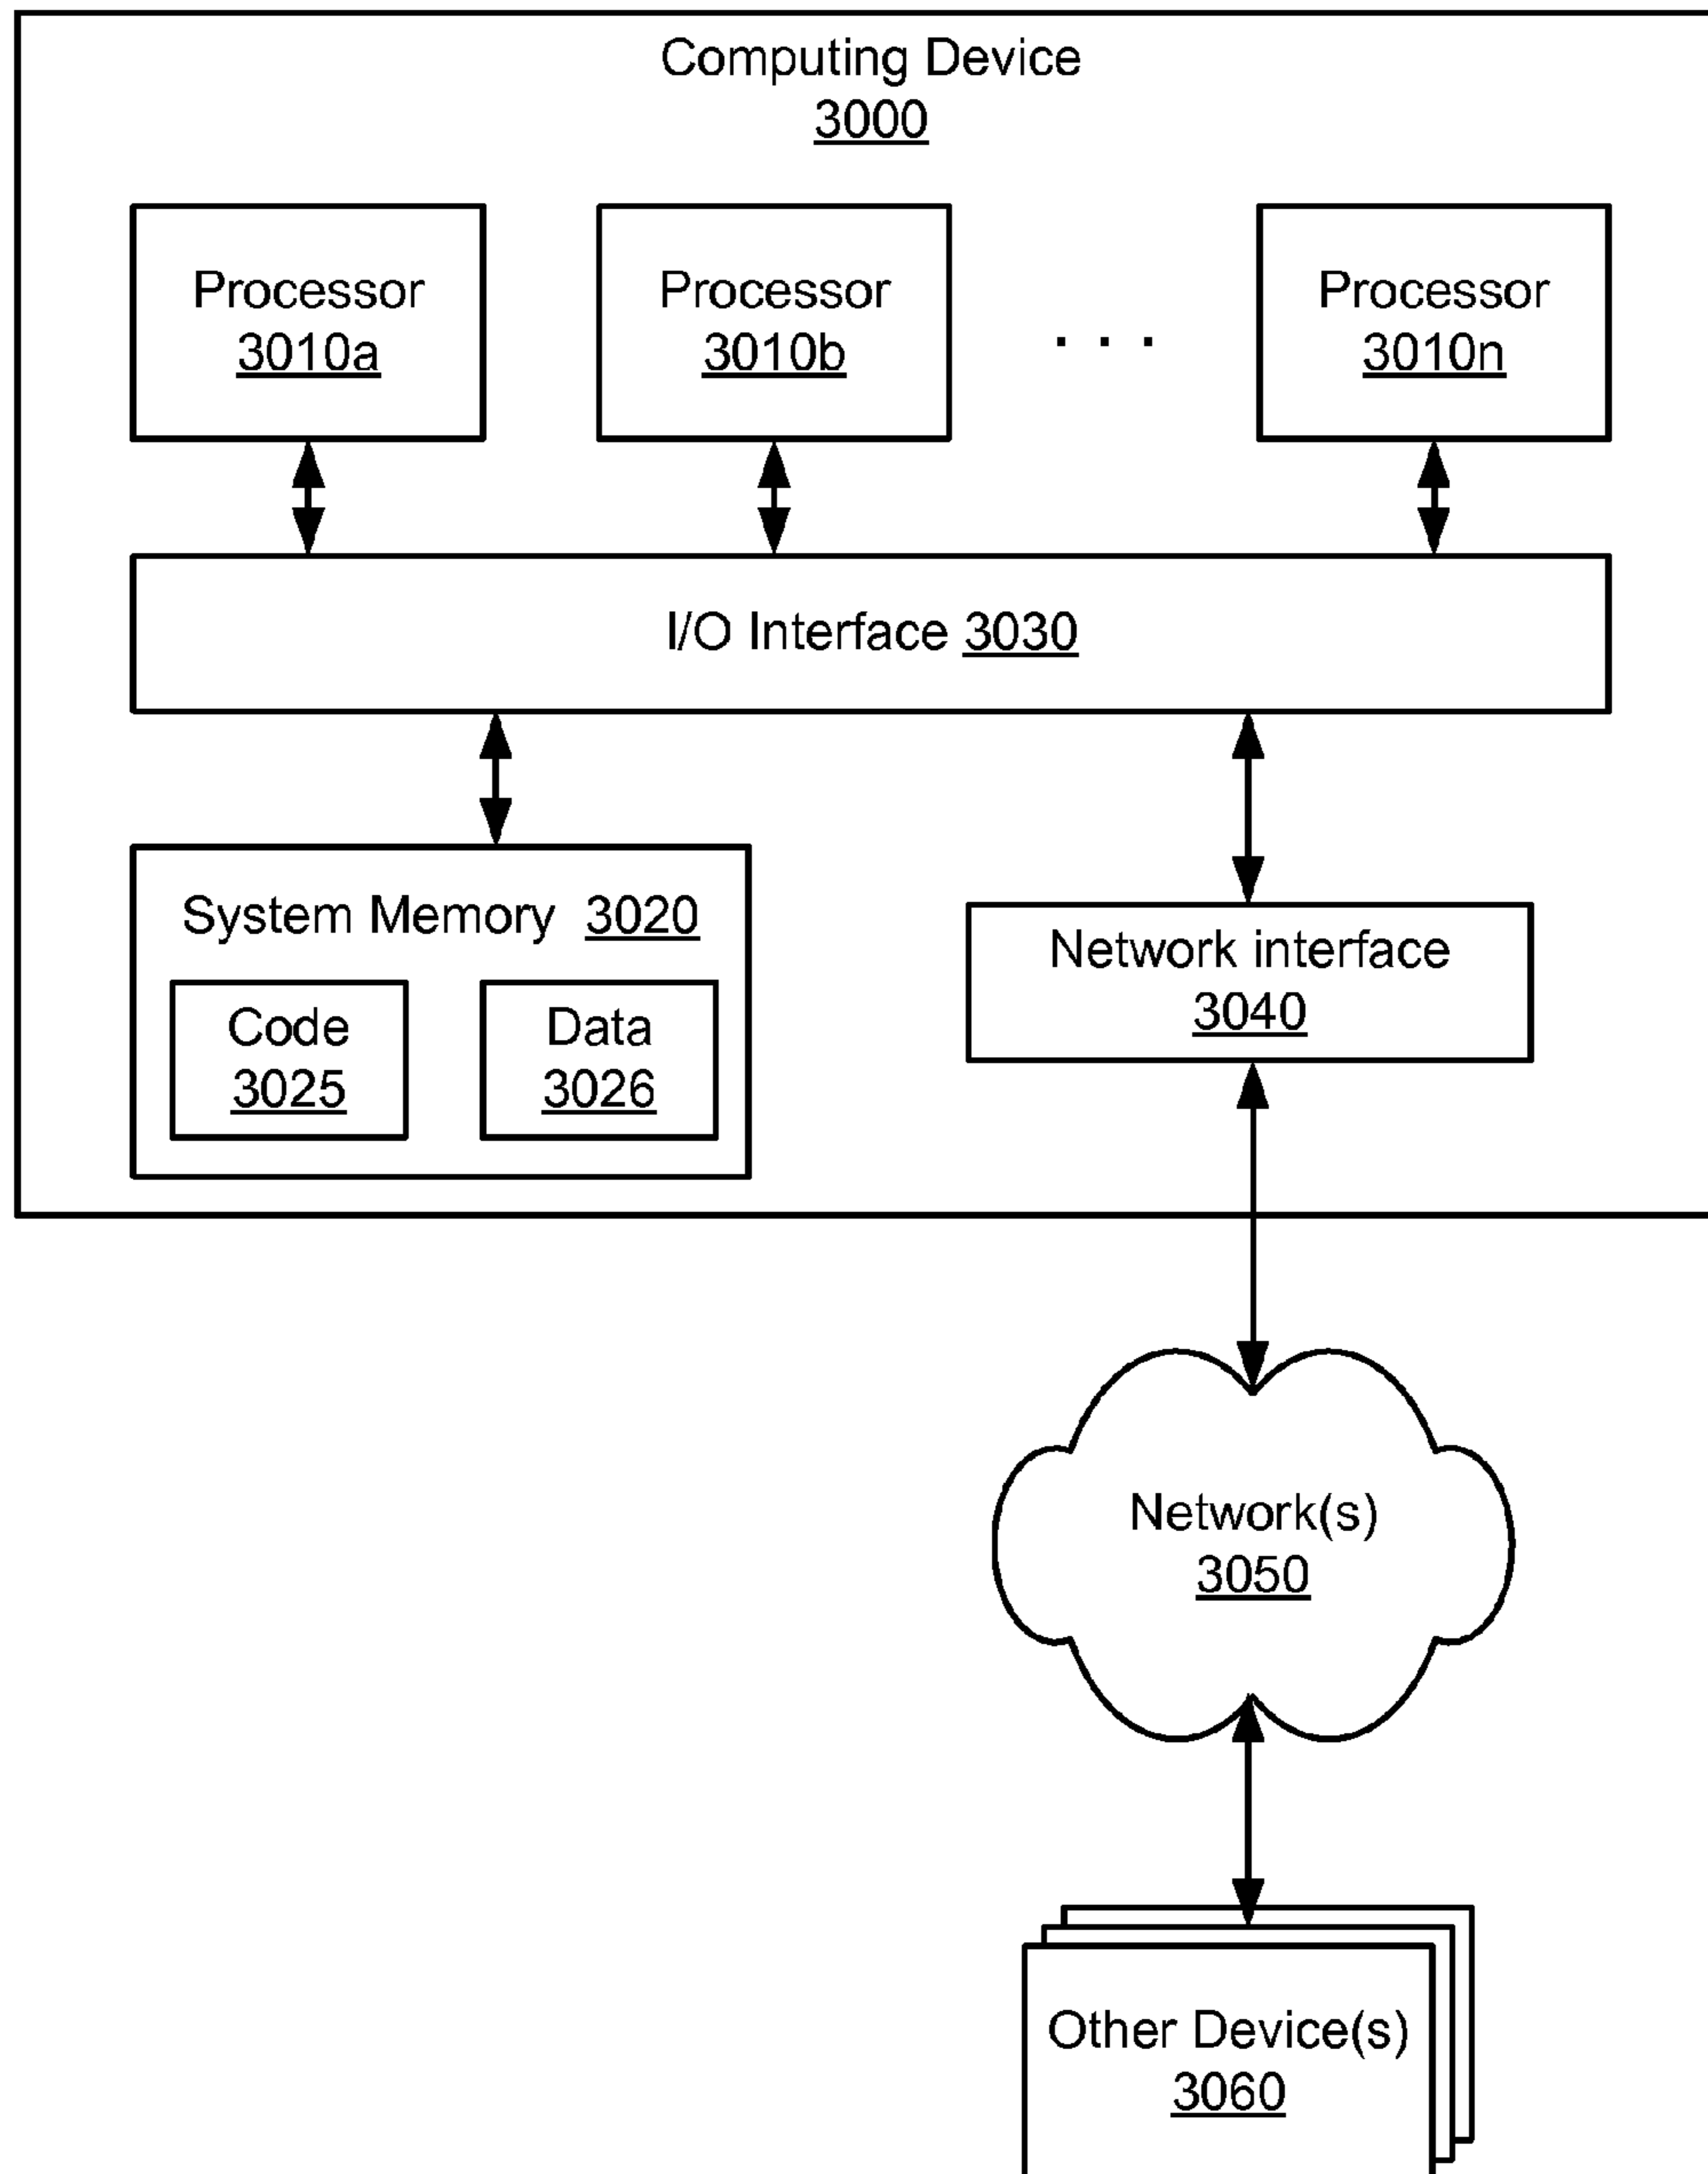 Computing Device
3000
Processor
3010a
Processor
3010b
. . .
Processor
3010n
I/O Interface 3030
System Memory 3020
Code
3025
Data
3026
Network interface
3040
Network(s)
3050
Other Device(s)
3060